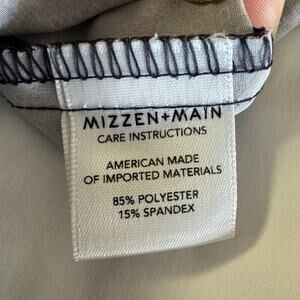 MIZZEN+MAIN
CARE INSTRUCTIONS
AMERICAN MADE
OF IMPORTED MATERIALS
85% POLYESTER
15% SPANDEX